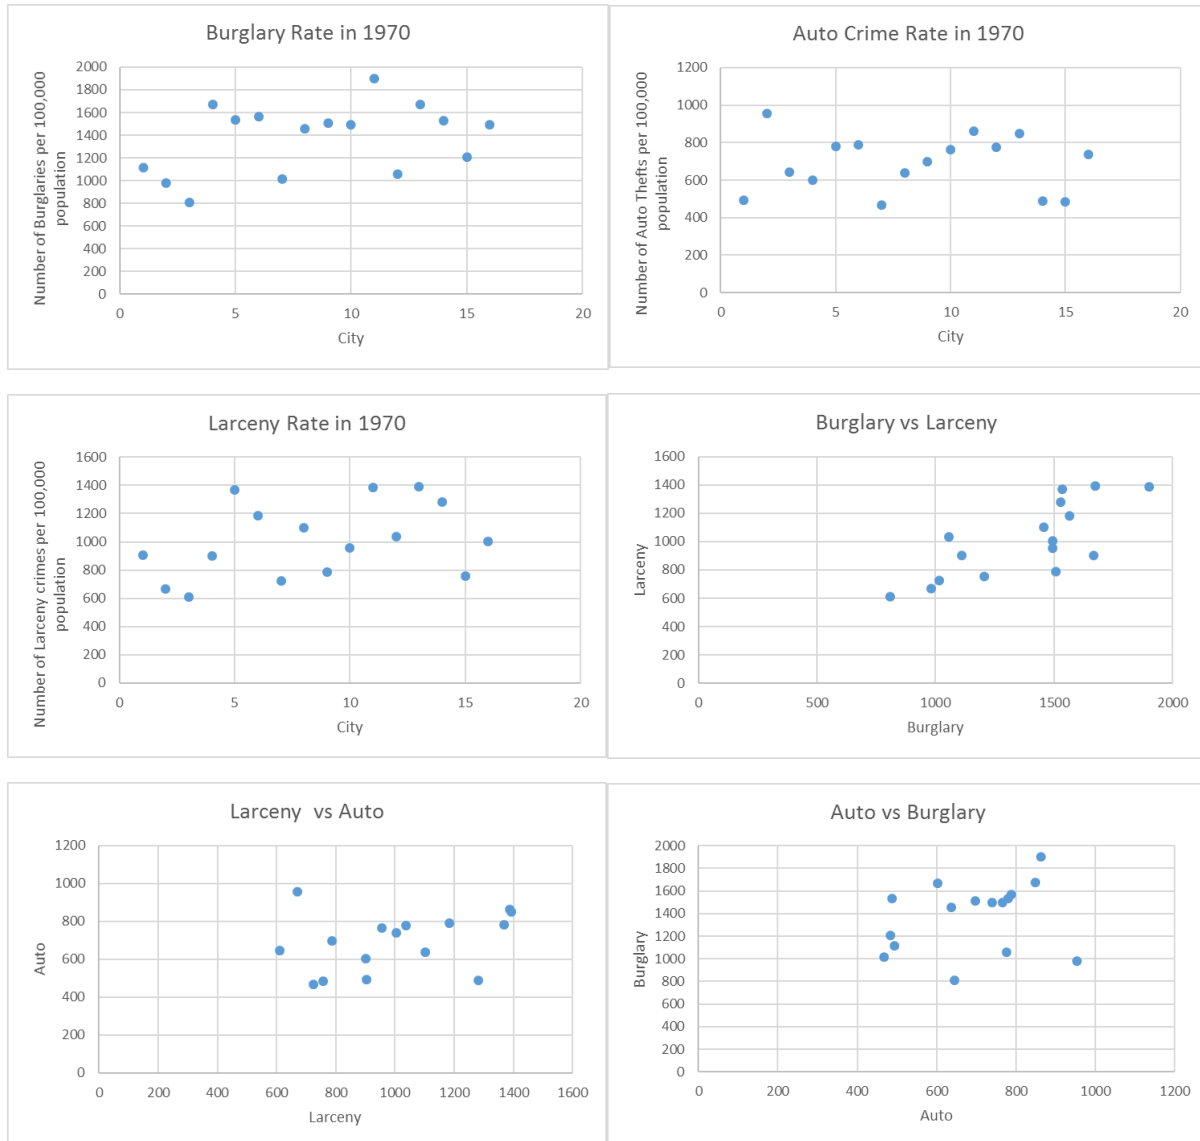 Burglary Rate in 1970
Number of Burglaries per 100,000
population
2000
1800
1600
1400
1200
1000
800
600
400
200
0
0 5 10 15 20
City
Auto Crime Rate in 1970
Number of Auto Thefts per 100,000
population
1200
1000
800
600
400
200
0
0 5 10 15 20
City
Larceny Rate in 1970
Number of Larceny crimes per 100,000
population
1600
1400
1200
1000
800
600
400
200
0
0 5 10 15 20
City
Burglary vs Larceny
Larceny
1600
1400
1200
1000
800
600
400
200
0
0 500 1000 1500 2000
Burglary
Larceny vs Auto
Auto
1200
1000
800
600
400
200
0
0 200 400 600 800 1000 1200 1400 1600
Larceny
Auto vs Burglary
Burglary
2000
1800
1600
1400
1200
1000
800
600
400
200
0
0 200 400 600 800 1000 1200
Auto